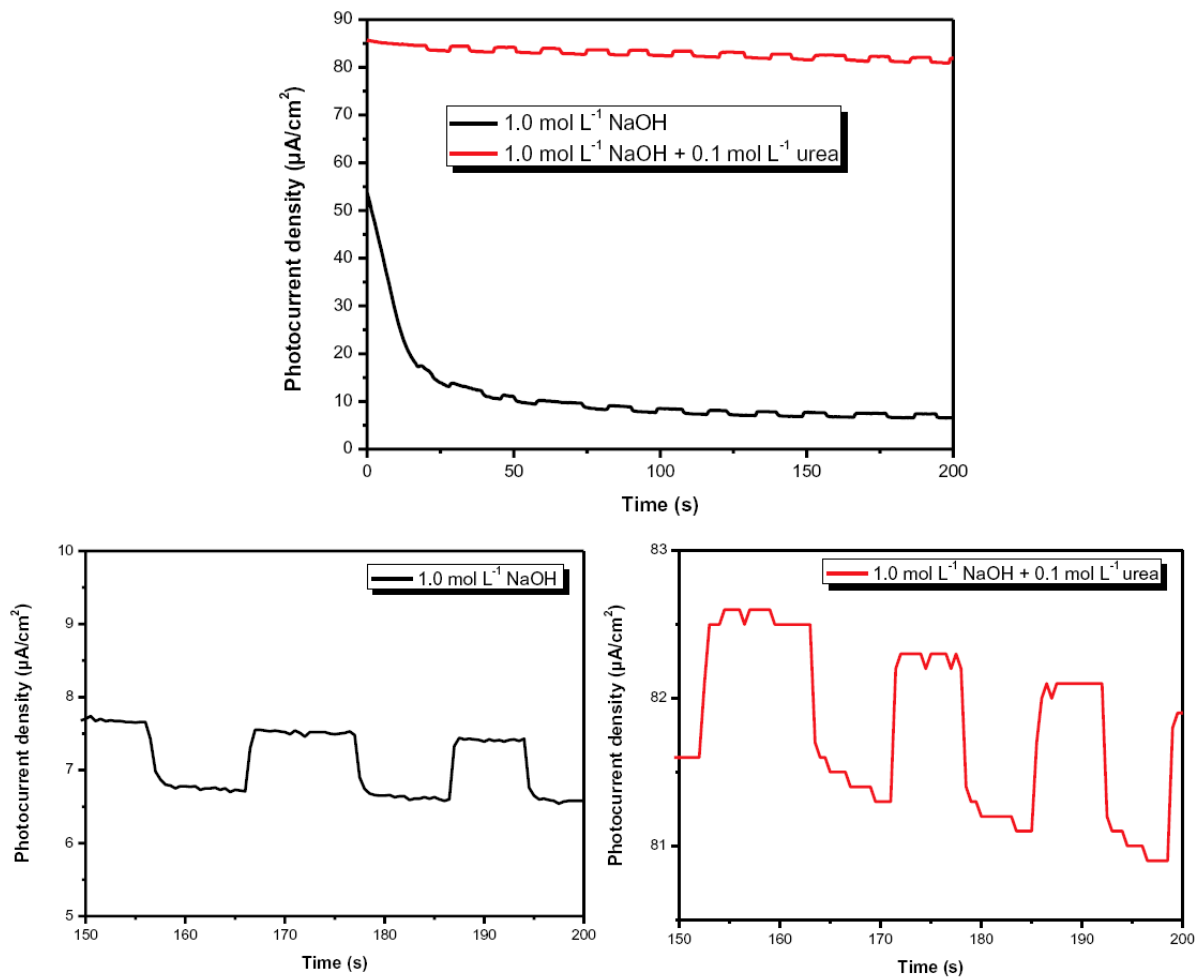 90
80
70
60
50
40
30
20
10
0
Photocurrent density (µA/cm²)
1.0 mol L⁻¹ NaOH
1.0 mol L⁻¹ NaOH + 0.1 mol L⁻¹ urea
0 50 100 150 200
Time (s)
10
9
8
7
6
5
Photocurrent density (µA/cm²)
1.0 mol L⁻¹ NaOH
150 160 170 180 190 200
Time (s)
83
82
81
Photocurrent density (µA/cm²)
1.0 mol L⁻¹ NaOH + 0.1 mol L⁻¹ urea
150 160 170 180 190 200
Time (s)